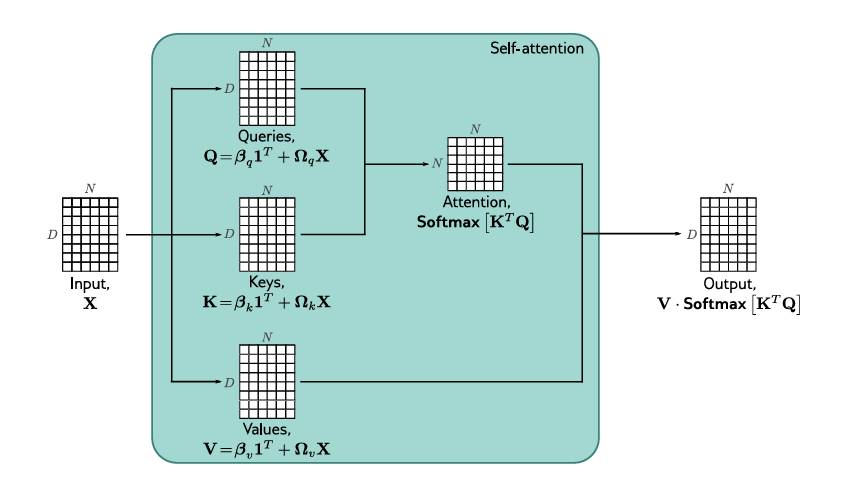 Self-attention
N
D
Queries,
Q=β_q1^T + Ω_qX
N
N
Attention,
Softmax [K^TQ]
N
D
Input,
X
N
D
Keys,
K=β_k1^T + Ω_kX
N
D
Output,
V · Softmax [K^TQ]
N
D
Values,
V=β_v1^T + Ω_vX